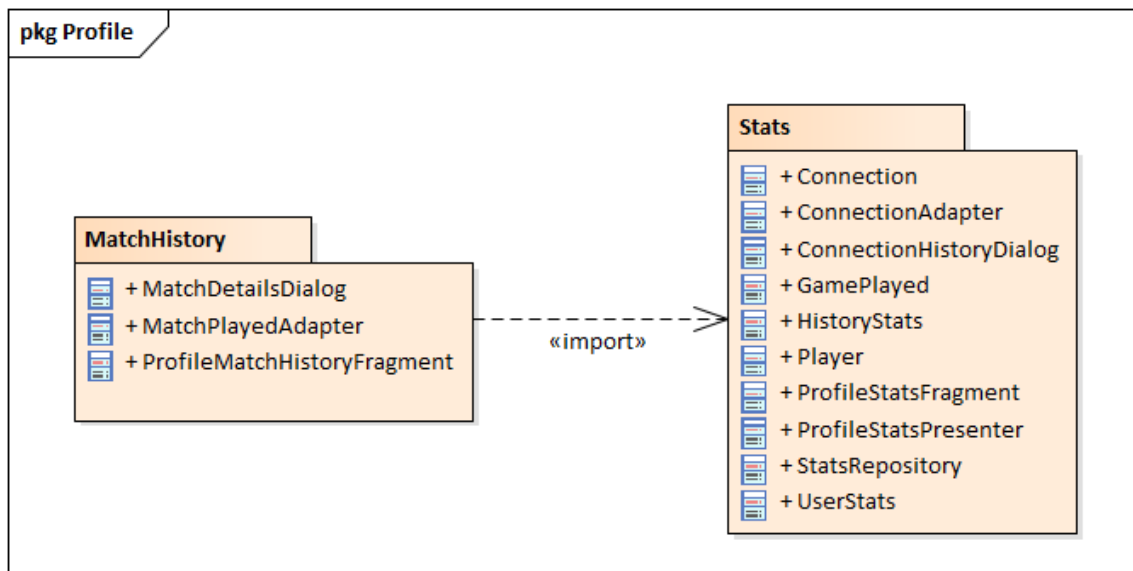 pkg Profile
MatchHistory
+ MatchDetailsDialog
+ MatchPlayedAdapter
+ ProfileMatchHistoryFragment
«import»
Stats
+ Connection
+ ConnectionAdapter
+ ConnectionHistoryDialog
+ GamePlayed
+ HistoryStats
+ Player
+ ProfileStatsFragment
+ ProfileStatsPresenter
+ StatsRepository
+ UserStats